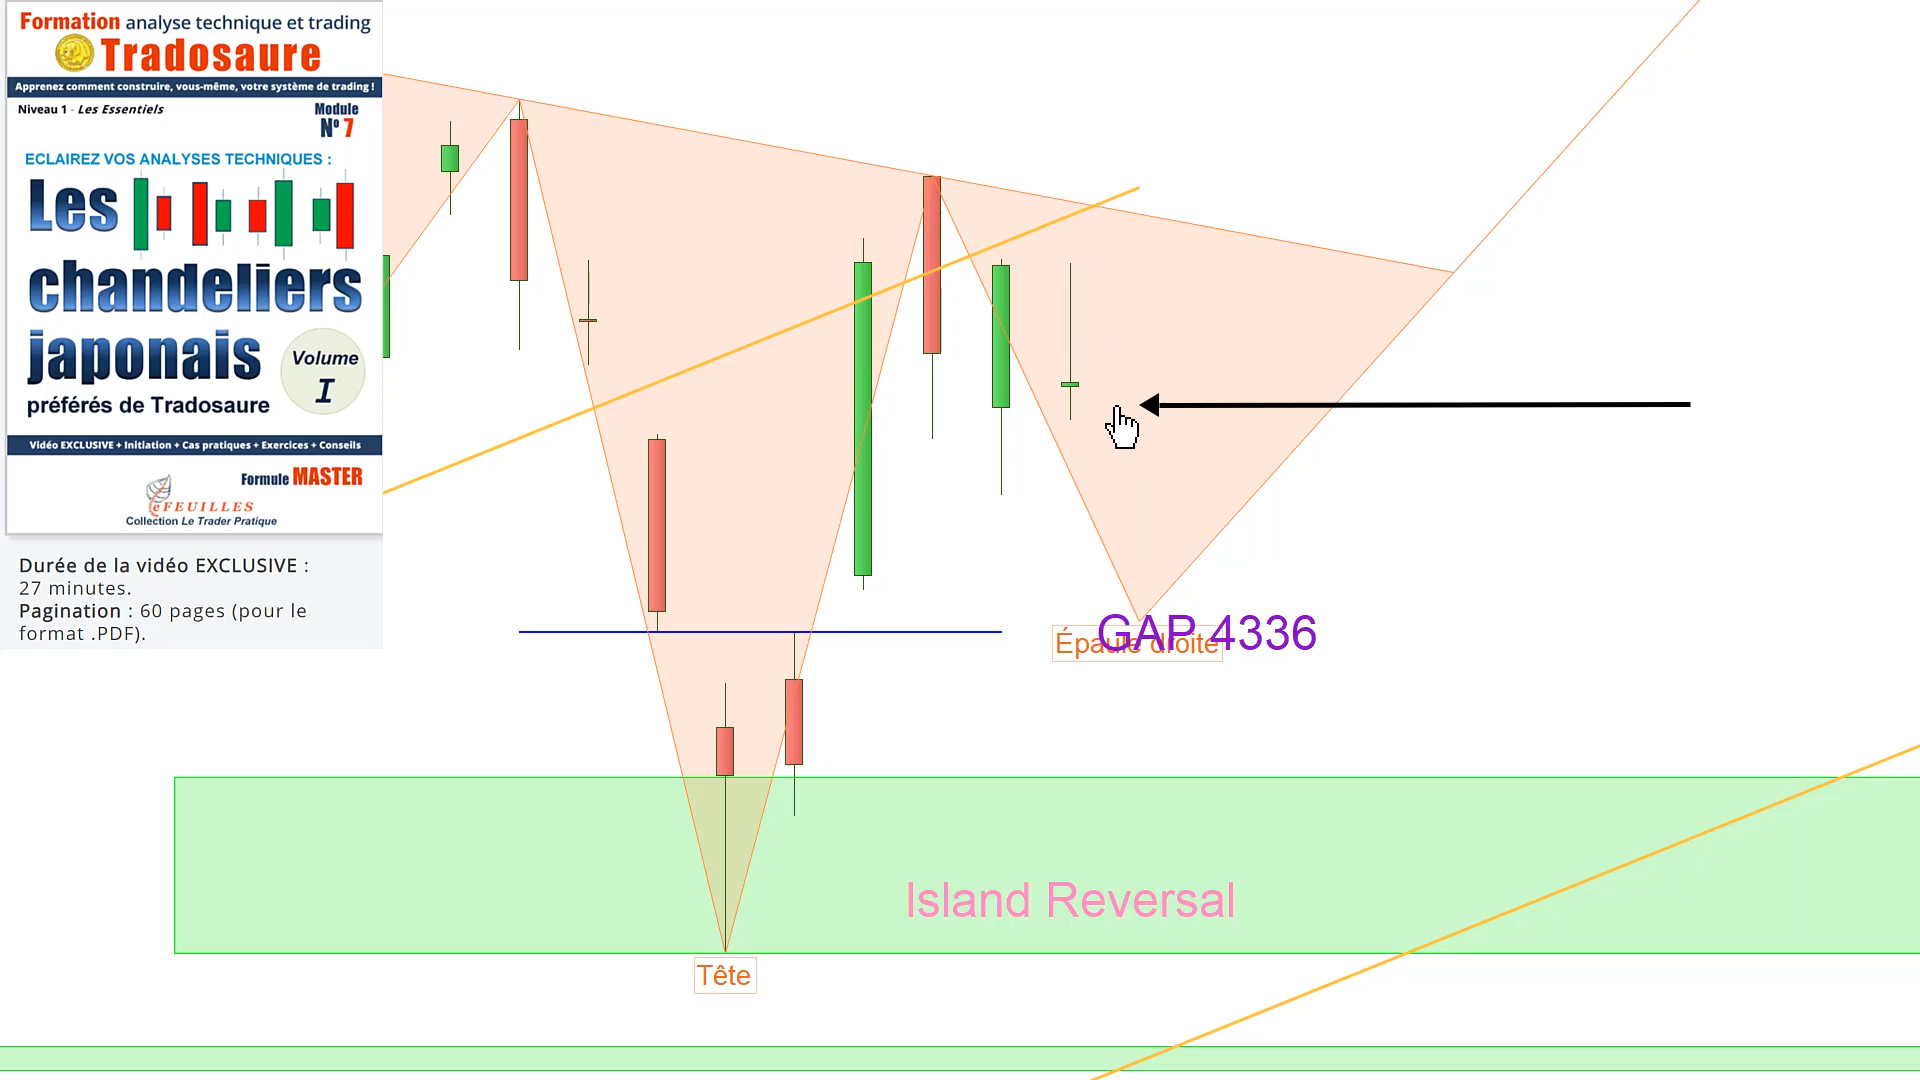 Formation analyse technique et trading
Tradosaure
Apprenez comment construire, vous-même, votre système de trading !
Niveau 1 - Les Essentiels
Module
N° 7
ECLAIREZ VOS ANALYSES TECHNIQUES :
Les
chandeliers
japonais
Volume
I
préférés de Tradosaure
Vidéo EXCLUSIVE + Initiation + Cas pratiques + Exercices + Conseils
Formule MASTER
eFEUILLES
Collection Le Trader Pratique
Durée de la vidéo EXCLUSIVE :
27 minutes.
Pagination : 60 pages (pour le
format .PDF).
GAP 4336
Épaule droite
Island Reversal
Tête